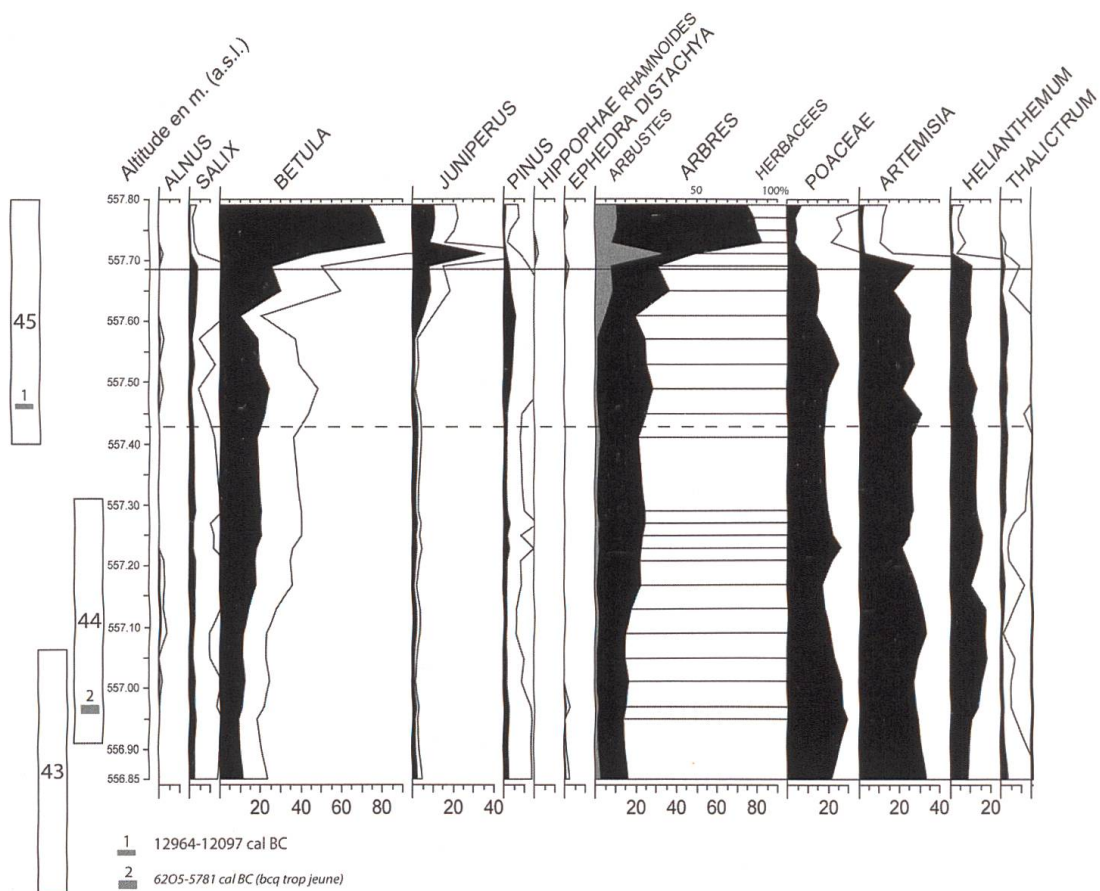 Altitude en m. (a.s.l.)
ALNUS
SALIX
BETULA
JUNIPERUS
PINUS
HIPPOPHAE RHAMNOIDES
EPHEDRA DISTACHYA
ARBUSTES
ARBRES
HERBACEES
POACEAE
ARTEMISIA
HELIANTHEMUM
THALICTRUM
50 100%
557.80
557.70
557.60
557.50
557.40
557.30
557.20
557.10
557.00
556.90
556.85
45
1
44
2
43
20 40 60 80 20 40 20 40 60 80 20 20 40 20
1 12964-12097 cal BC
2 62O5-5781 cal BC (bcq trop jeune)